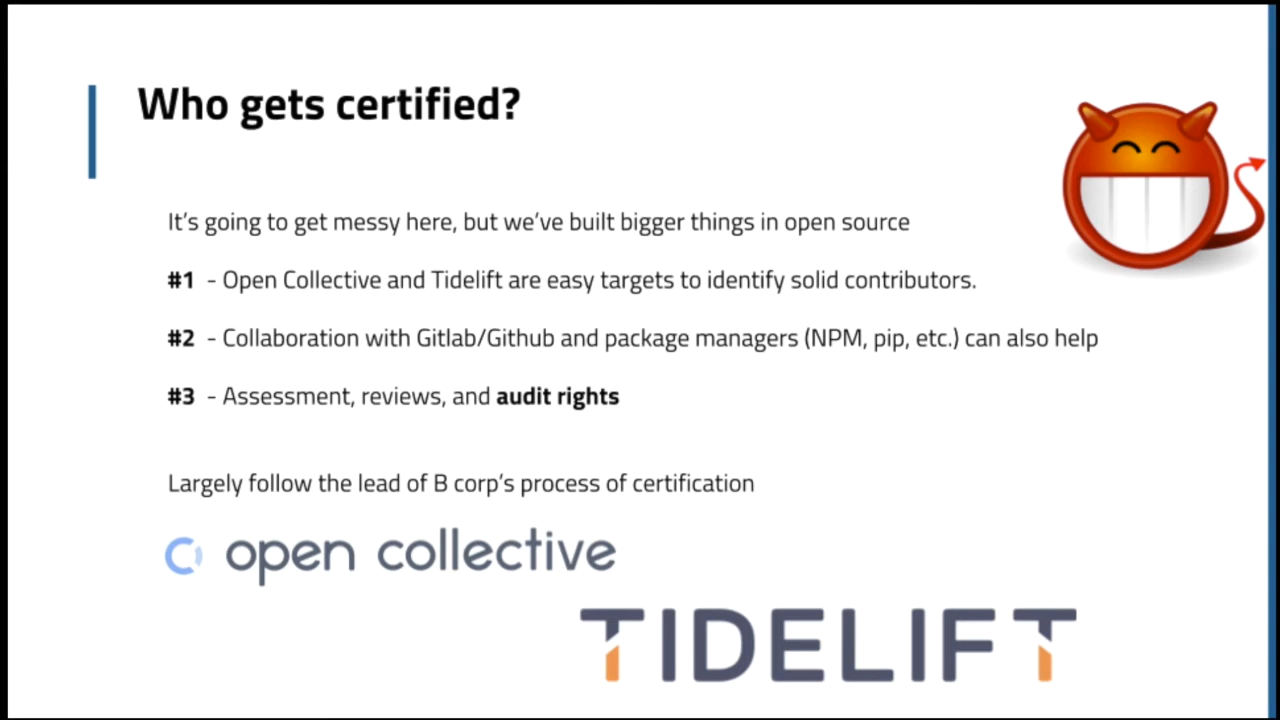 Who gets certified?
It's going to get messy here, but we've built bigger things in open source
#1 - Open Collective and Tidelift are easy targets to identify solid contributors.
#2 - Collaboration with Gitlab/Github and package managers (NPM, pip, etc.) can also help
#3 - Assessment, reviews, and audit rights
Largely follow the lead of B corp's process of certification
open collective
TIDELIFT